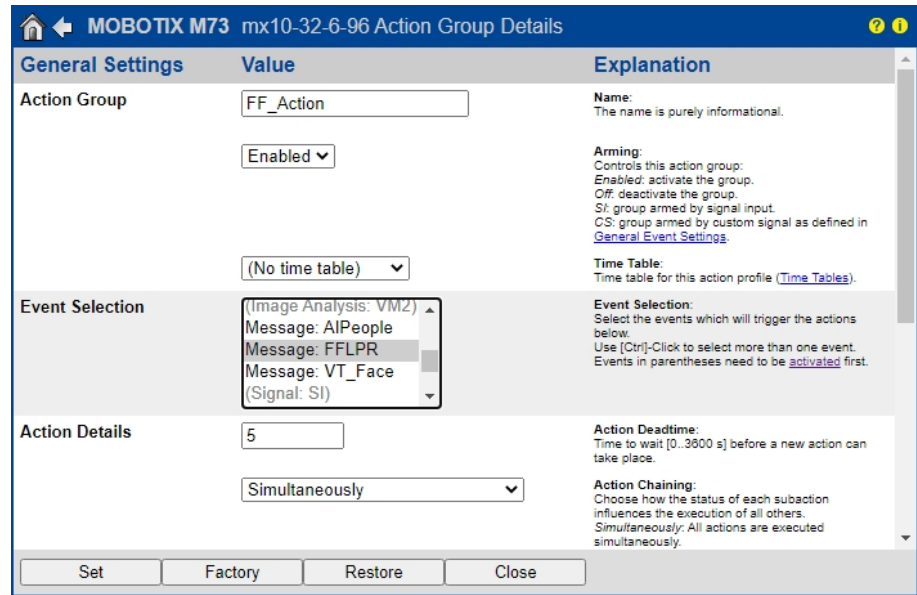 MOBOTIX M73 mx10-32-6-96 Action Group Details
General Settings Value Explanation
Action Group
FF_Action
Name:
The name is purely informational.
Enabled
Arming:
Controls this action group:
Enabled: activate the group.
Off: deactivate the group.
SI: group armed by signal input.
CS: group armed by custom signal as defined in
General Event Settings.
(No time table)
Time Table:
Time table for this action profile (Time Tables).
Event Selection
(Image Analysis: VM2)
Message: AIPeople
Message: FFLPR
Message: VT_Face
(Signal: SI)
Event Selection:
Select the events which will trigger the actions
below.
Use [Ctrl]-Click to select more than one event.
Events in parentheses need to be activated first.
Action Details
5
Action Deadtime:
Time to wait [0..3600 s] before a new action can
take place.
Simultaneously
Action Chaining:
Choose how the status of each subaction
influences the execution of all others.
Simultaneously: All actions are executed
simultaneously.
Set Factory Restore Close